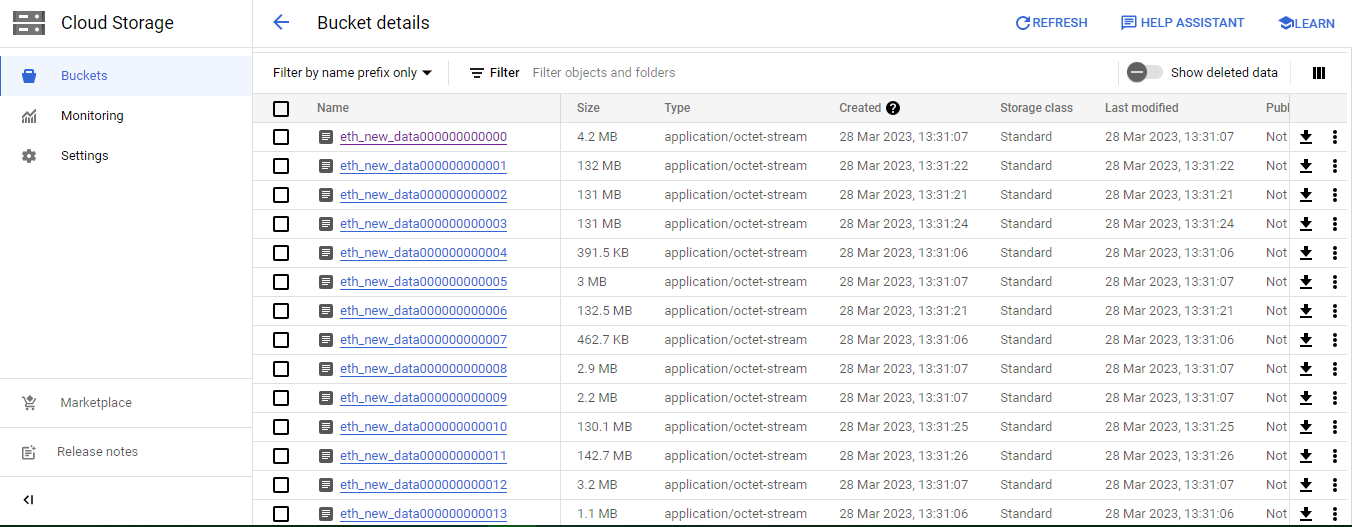 Cloud Storage
Bucket details
REFRESH
HELP ASSISTANT
LEARN
Buckets
Monitoring
Settings
Marketplace
Release notes
Filter by name prefix only
Filter
Filter objects and folders
Show deleted data
Name Size Type Created Storage class Last modified Publ
eth_new_data000000000000 4.2 MB application/octet-stream 28 Mar 2023, 13:31:07 Standard 28 Mar 2023, 13:31:07 Not
eth_new_data000000000001 132 MB application/octet-stream 28 Mar 2023, 13:31:22 Standard 28 Mar 2023, 13:31:22 Not
eth_new_data000000000002 131 MB application/octet-stream 28 Mar 2023, 13:31:21 Standard 28 Mar 2023, 13:31:21 Not
eth_new_data000000000003 131 MB application/octet-stream 28 Mar 2023, 13:31:24 Standard 28 Mar 2023, 13:31:24 Not
eth_new_data000000000004 391.5 KB application/octet-stream 28 Mar 2023, 13:31:06 Standard 28 Mar 2023, 13:31:06 Not
eth_new_data000000000005 3 MB application/octet-stream 28 Mar 2023, 13:31:07 Standard 28 Mar 2023, 13:31:07 Not
eth_new_data000000000006 132.5 MB application/octet-stream 28 Mar 2023, 13:31:21 Standard 28 Mar 2023, 13:31:21 Not
eth_new_data000000000007 462.7 KB application/octet-stream 28 Mar 2023, 13:31:06 Standard 28 Mar 2023, 13:31:06 Not
eth_new_data000000000008 2.9 MB application/octet-stream 28 Mar 2023, 13:31:07 Standard 28 Mar 2023, 13:31:07 Not
eth_new_data000000000009 2.2 MB application/octet-stream 28 Mar 2023, 13:31:07 Standard 28 Mar 2023, 13:31:07 Not
eth_new_data000000000010 130.1 MB application/octet-stream 28 Mar 2023, 13:31:25 Standard 28 Mar 2023, 13:31:25 Not
eth_new_data000000000011 142.7 MB application/octet-stream 28 Mar 2023, 13:31:26 Standard 28 Mar 2023, 13:31:26 Not
eth_new_data000000000012 3.2 MB application/octet-stream 28 Mar 2023, 13:31:07 Standard 28 Mar 2023, 13:31:07 Not
eth_new_data000000000013 1.1 MB application/octet-stream 28 Mar 2023, 13:31:06 Standard 28 Mar 2023, 13:31:06 Not